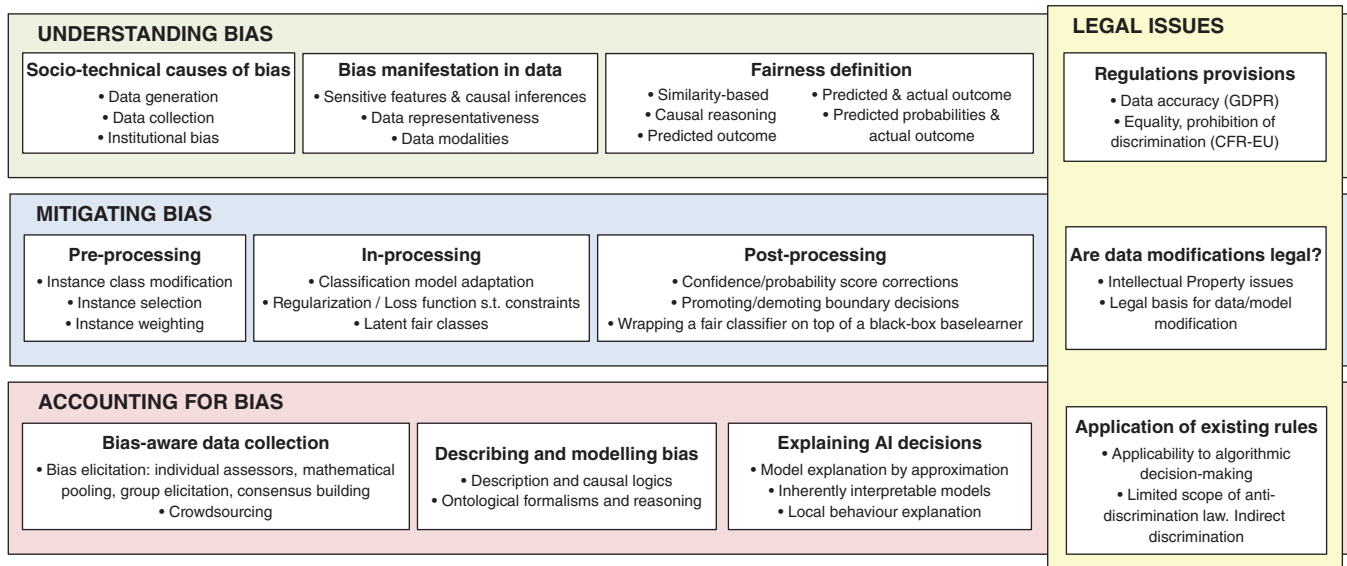 UNDERSTANDING BIAS
Socio-technical causes of bias
• Data generation
• Data collection
• Institutional bias
Bias manifestation in data
• Sensitive features & causal inferences
• Data representativeness
• Data modalities
Fairness definition
• Similarity-based
• Causal reasoning
• Predicted outcome
• Predicted & actual outcome
• Predicted probabilities &
actual outcome
LEGAL ISSUES
Regulations provisions
• Data accuracy (GDPR)
• Equality, prohibition of
discrimination (CFR-EU)
MITIGATING BIAS
Pre-processing
• Instance class modification
• Instance selection
• Instance weighting
In-processing
• Classification model adaptation
• Regularization / Loss function s.t. constraints
• Latent fair classes
Post-processing
• Confidence/probability score corrections
• Promoting/demoting boundary decisions
• Wrapping a fair classifier on top of a black-box baselearner
Are data modifications legal?
• Intellectual Property issues
• Legal basis for data/model
modification
ACCOUNTING FOR BIAS
Bias-aware data collection
• Bias elicitation: individual assessors, mathematical
pooling, group elicitation, consensus building
• Crowdsourcing
Describing and modelling bias
• Description and causal logics
• Ontological formalisms and reasoning
Explaining AI decisions
• Model explanation by approximation
• Inherently interpretable models
• Local behaviour explanation
Application of existing rules
• Applicability to algorithmic
decision-making
• Limited scope of anti-
discrimination law. Indirect
discrimination